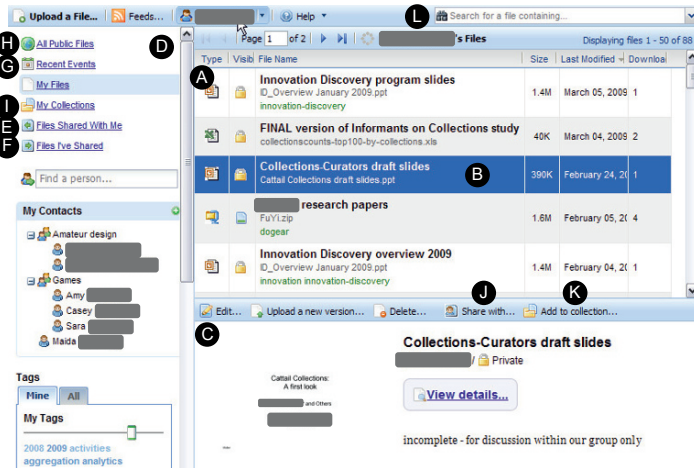 Upload a File... Feeds... Help L Search for a file containing...
H All Public Files D
G Recent Events
My Files
I My Collections
E Files Shared With Me
F Files I've Shared
Find a person...
My Contacts
Amateur design
Games
Amy
Casey
Sara
Maida
Tags
Mine All
My Tags
2008 2009 activities
aggregation analytics
Page 1 of 2 's Files Displaying files 1 - 50 of 88
Type Visib File Name Size Last Modified Downloa
A Innovation Discovery program slides
ID_Overview January 2009.ppt 1.4M March 05, 2009 1
innovation-discovery
FINAL version of Informants on Collections study
collectionscounts-top100-by-collections.xls 40K March 04, 2009 2
Collections-Curators draft slides B
Cattail Collections draft slides.ppt 390K February 24, 20 1
research papers
FuYi.zip 1.6M February 05, 20 4
dogear
Innovation Discovery overview 2009
ID_Overview January 2009.ppt 1.4M February 04, 20 1
innovation innovation-discovery
J K
Edit... Upload a new version... Delete... Share with... Add to collection...
C
Collections-Curators draft slides
/ Private
View details...
incomplete - for discussion within our group only
Cattail Collections:
A first look
and Others